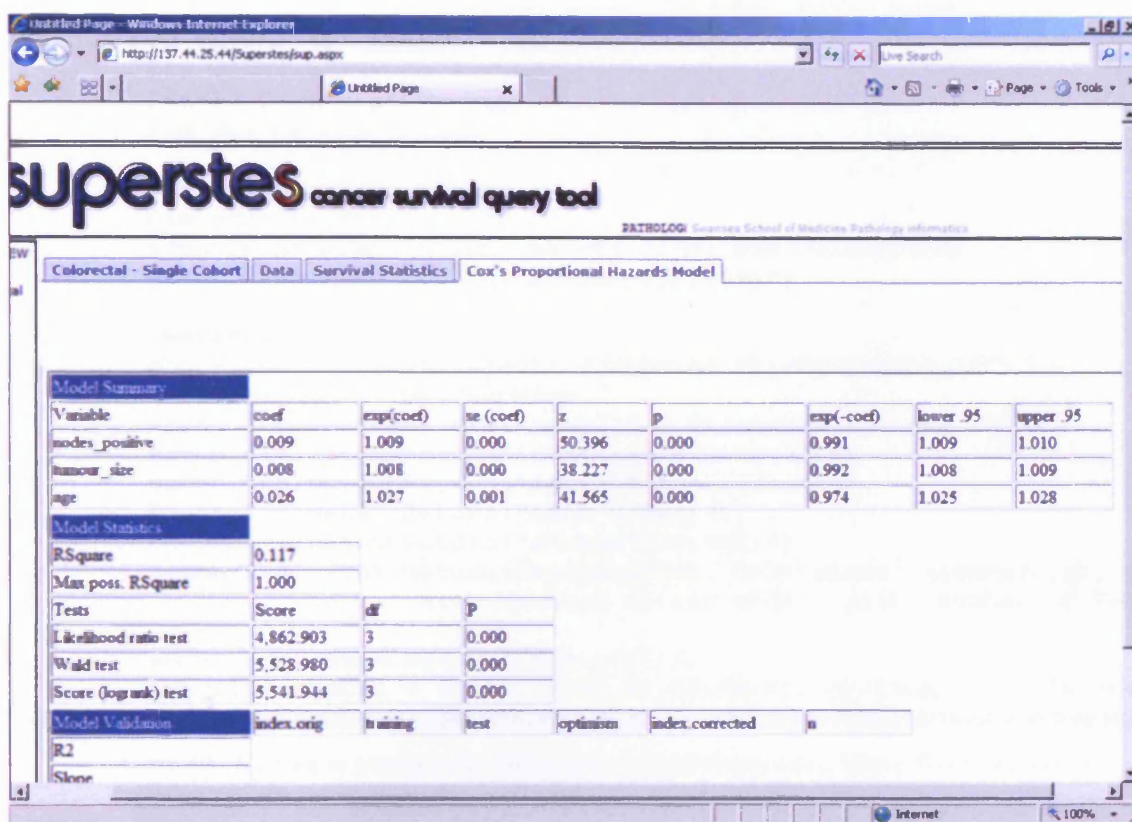 Untitled Page - Windows Internet Explorer
http://137.44.25.44/Superstes/sup.aspx
Live Search
Untitled Page
Page
Tools
superstes cancer survival query tool
PATHOLOGI Swansea School of Medicine Pathology Informatics
EW
al
Colorectal - Single Cohort Data Survival Statistics Cox's Proportional Hazards Model
Model Summary
Variable coef exp(coef) se (coef) z p exp(-coef) lower .95 upper .95
nodes_positive 0.009 1.009 0.000 50.396 0.000 0.991 1.009 1.010
tumour_size 0.008 1.008 0.000 38.227 0.000 0.992 1.008 1.009
age 0.026 1.027 0.001 41.565 0.000 0.974 1.025 1.028
Model Statistics
RSquare 0.117
Max poss. RSquare 1.000
Tests Score df P
Likelihood ratio test 4,862.903 3 0.000
Wald test 5,528.980 3 0.000
Score (logrank) test 5,541.944 3 0.000
Model Validation index.orig training test optimism index.corrected n
R2
Slope
Internet
100%